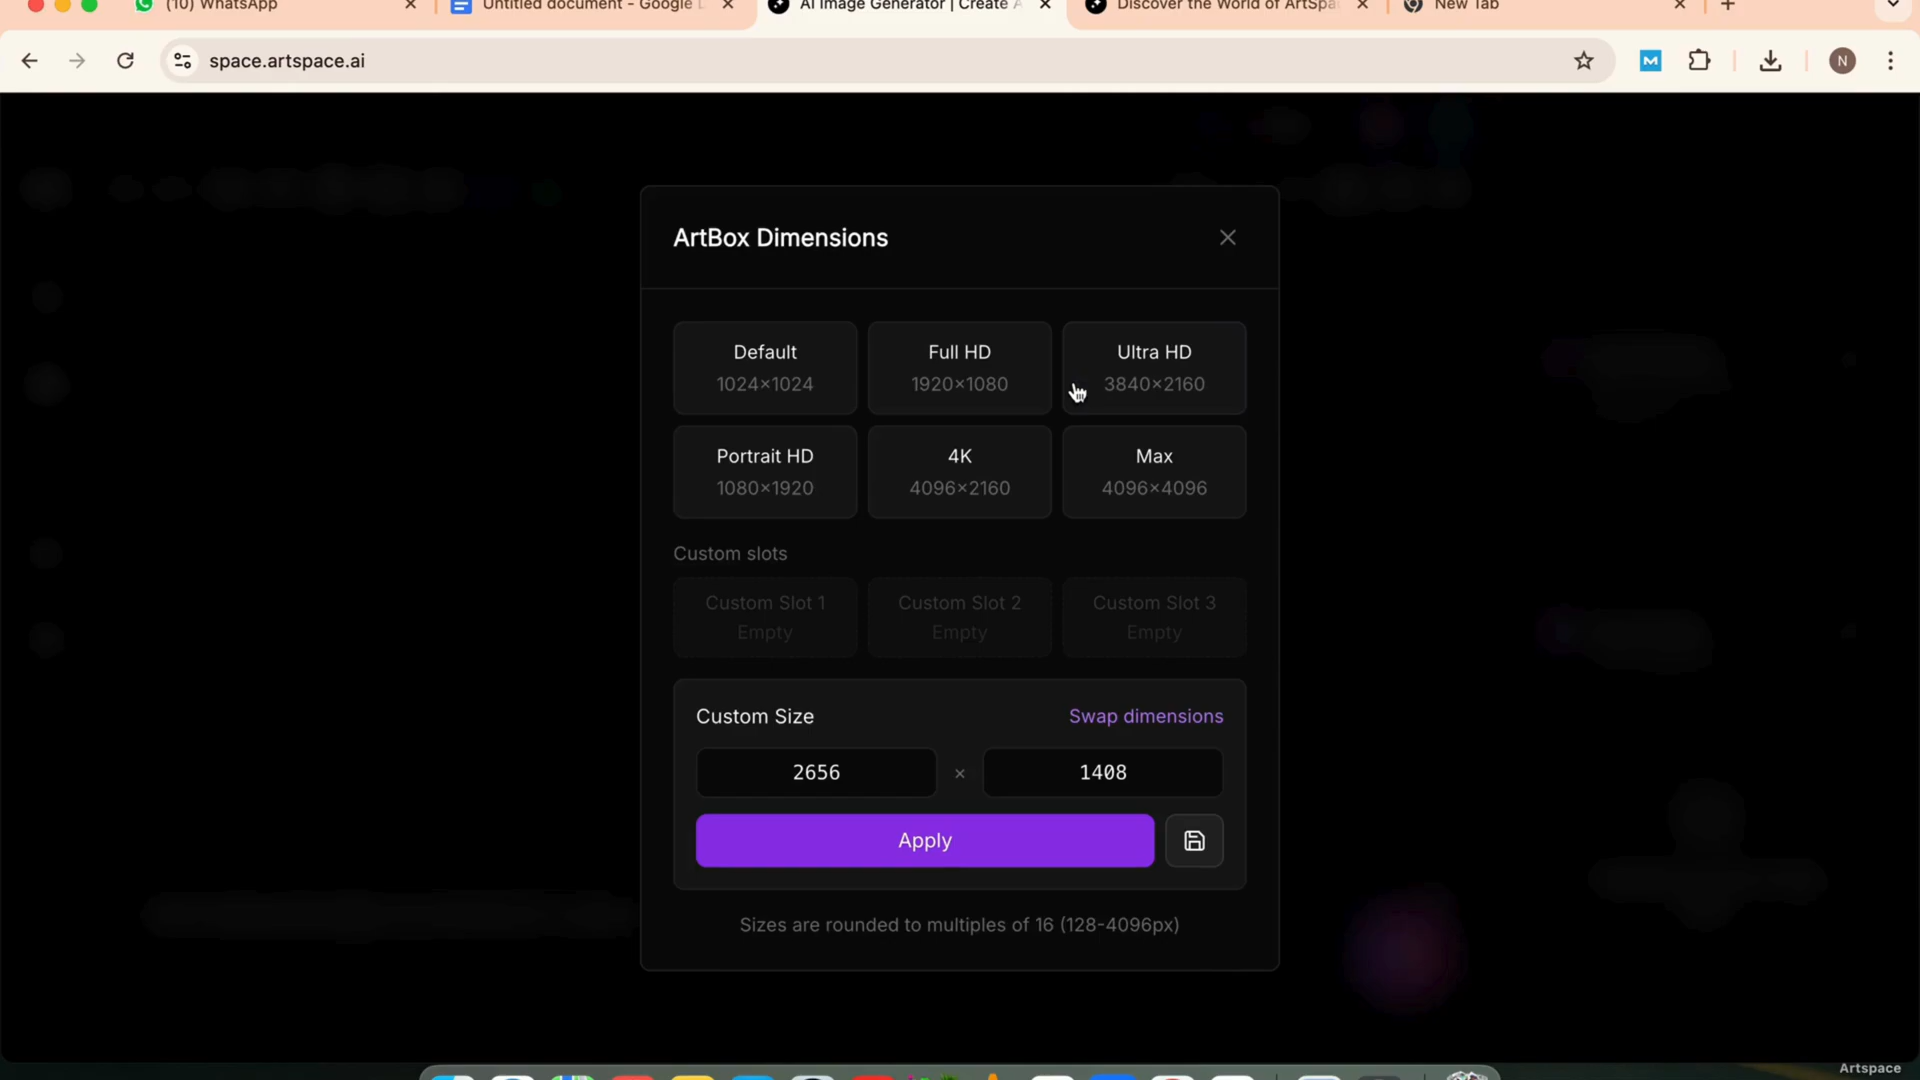 (10) WhatsApp
Untitled document - Google D
AI Image Generator | Create A
Discover the World of ArtSpa
New Tab
space.artspace.ai
N
ArtBox Dimensions
Default
1024×1024
Full HD
1920×1080
Ultra HD
3840×2160
Portrait HD
1080×1920
4K
4096×2160
Max
4096×4096
Custom slots
Custom Slot 1
Empty
Custom Slot 2
Empty
Custom Slot 3
Empty
Custom Size
Swap dimensions
2656 × 1408
Apply
Sizes are rounded to multiples of 16 (128-4096px)
Artspace